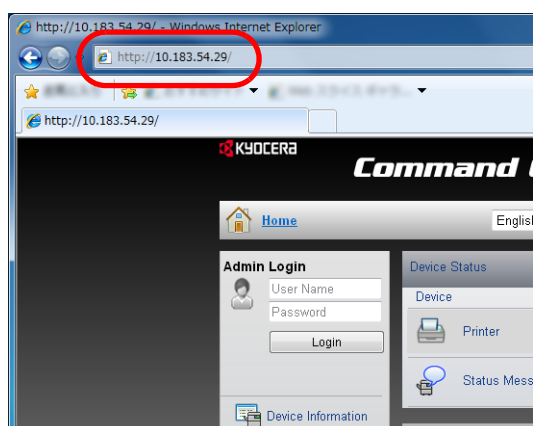 http://10.183.54.29/ - Windows Internet Explorer
http://10.183.54.29/
http://10.183.54.29/
KYOCERA
Command
Home
English
Admin Login
User Name
Password
Login
Device Information
Device Status
Device
Printer
Status Mess